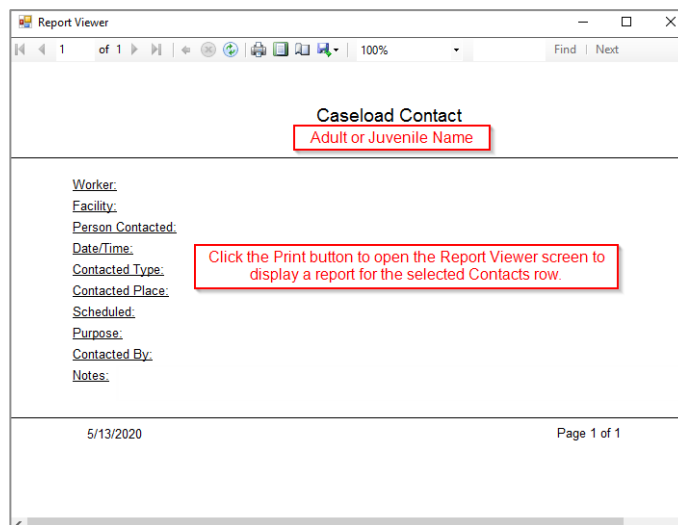 Report Viewer
1 of 1 100% Find | Next
Caseload Contact
Adult or Juvenile Name
Worker:
Facility:
Person Contacted:
Date/Time:
Click the Print button to open the Report Viewer screen to
display a report for the selected Contacts row.
Contacted Type:
Contacted Place:
Scheduled:
Purpose:
Contacted By:
Notes:
5/13/2020 Page 1 of 1